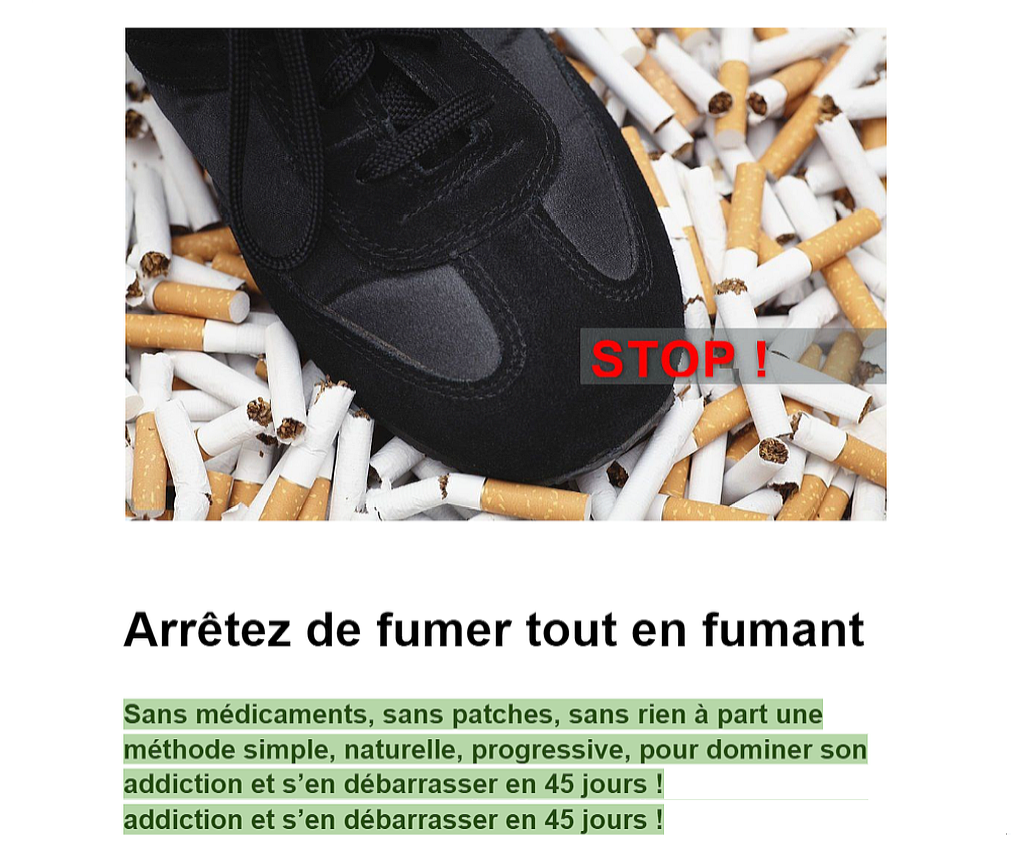 STOP !
Arrêtez de fumer tout en fumant
Sans médicaments, sans patches, sans rien à part une
méthode simple, naturelle, progressive, pour dominer son
addiction et s’en débarrasser en 45 jours !
addiction et s’en débarrasser en 45 jours !